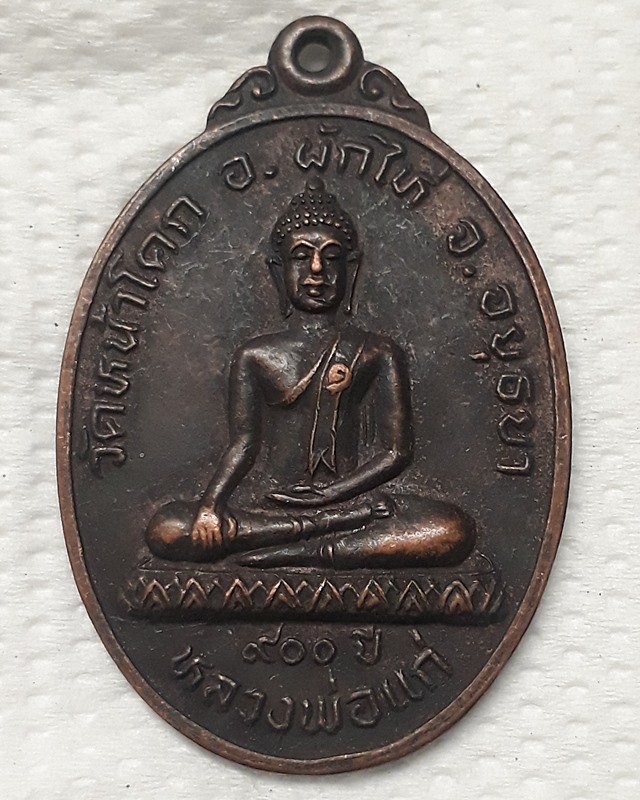 วัดหน้าโคก อ. ผักไห่ จ. อยุธยา
๙๐๐ ปี
หลวงพ่อแก่